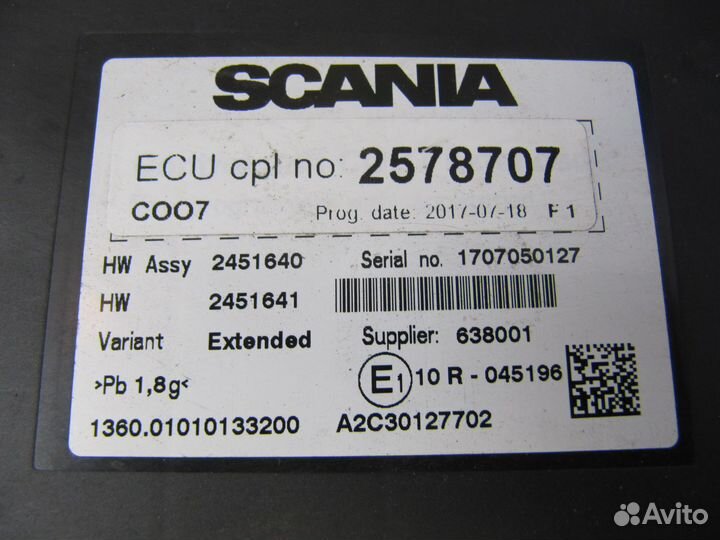 SCANIA
ECU cpl no: 2578707
COO7 Prog. date: 2017-07-18 F1
HW Assy 2451640 Serial no. 1707050127
HW 2451641
Variant Extended Supplier: 638001
>Pb 1,8g< E1 10 R - 045196
1360.01010133200 A2C30127702
Avito